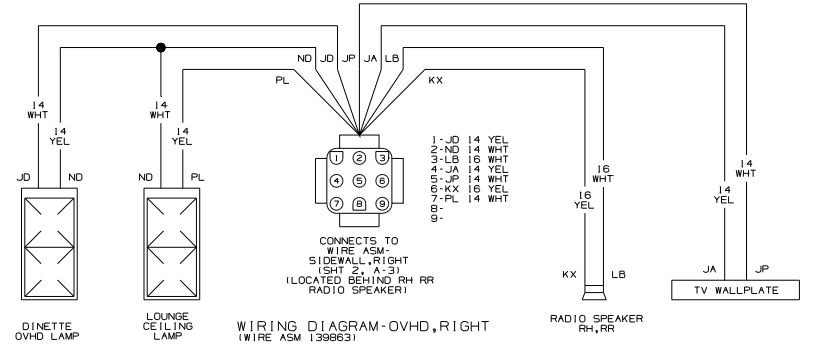 ND JD JP JA LB
PL
KX
14
WHT
14
YEL
14
WHT
14
YEL
JD
ND
ND
PL
1 2 3
4 5 6
7 8 9
1-JD 14 YEL
2-ND 14 WHT
3-LB 16 WHT
4-JA 14 YEL
5-JP 14 WHT
6-KX 16 YEL
7-PL 14 WHT
8-
9-
16
YEL
16
WHT
14
YEL
14
WHT
KX
LB
JA
JP
CONNECTS TO
WIRE ASM-
SIDEWALL,RIGHT
(SHT 2, A-3)
(LOCATED BEHIND RH RR
RADIO SPEAKER)
TV WALLPLATE
DINETTE
OVHD LAMP
LOUNGE
CEILING
LAMP
RADIO SPEAKER
RH,RR
WIRING DIAGRAM-OVHD,RIGHT
(WIRE ASM 139863)